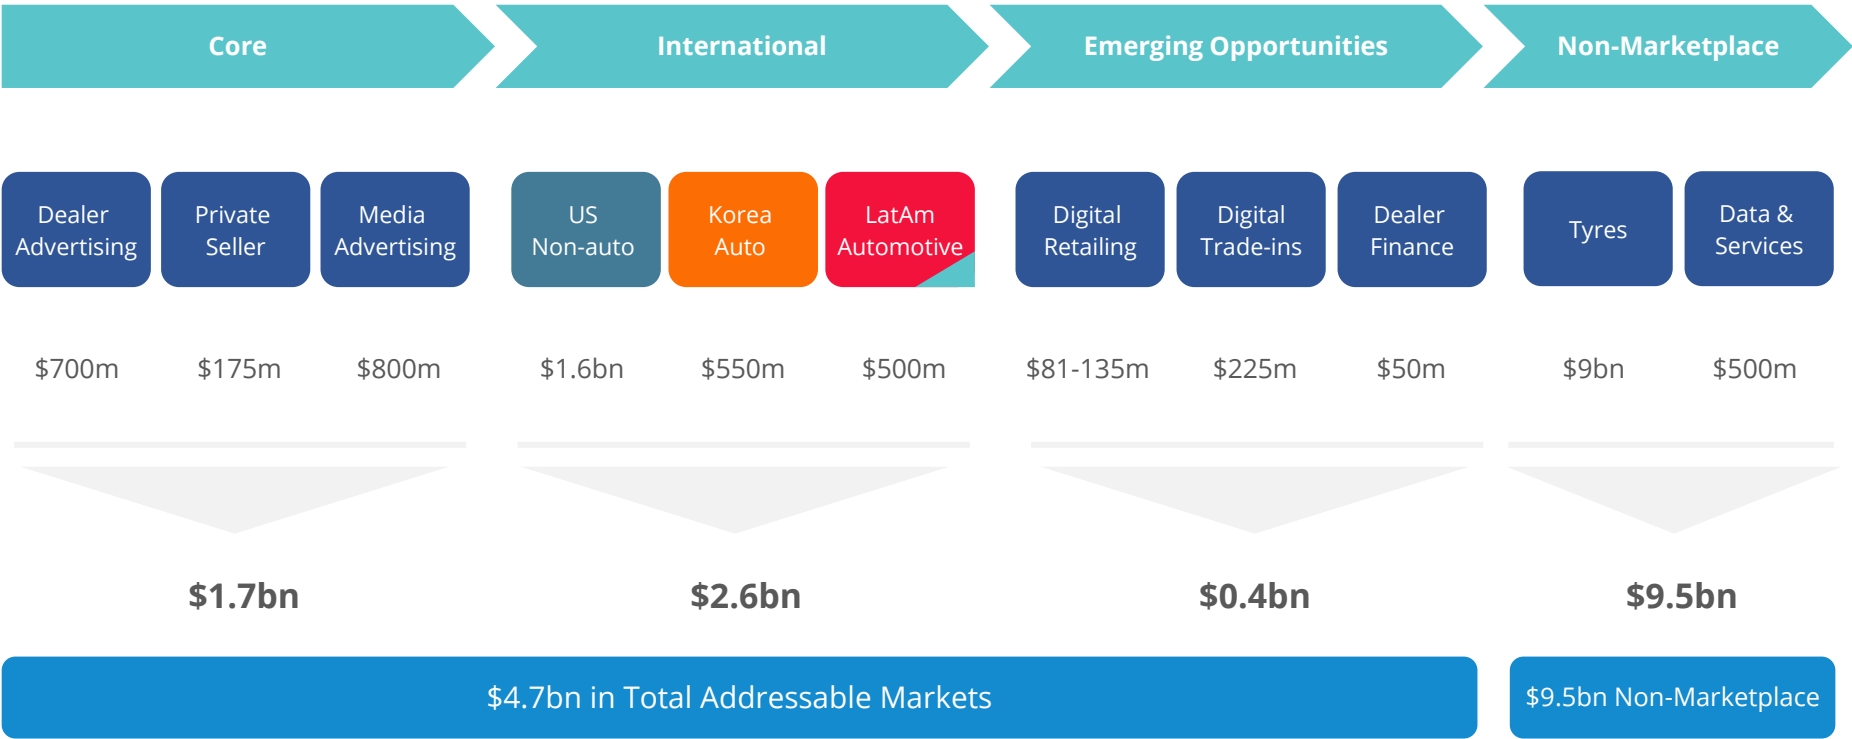 Core
International
Emerging Opportunities
Non-Marketplace
Dealer
Advertising
Private
Seller
Media
Advertising
US
Non-auto
Korea
Auto
LatAm
Automotive
Digital
Retailing
Digital
Trade-ins
Dealer
Finance
Tyres
Data &
Services
$700m
$175m
$800m
$1.6bn
$550m
$500m
$81-135m
$225m
$50m
$9bn
$500m
$1.7bn
$2.6bn
$0.4bn
$9.5bn
$4.7bn in Total Addressable Markets
$9.5bn Non-Marketplace